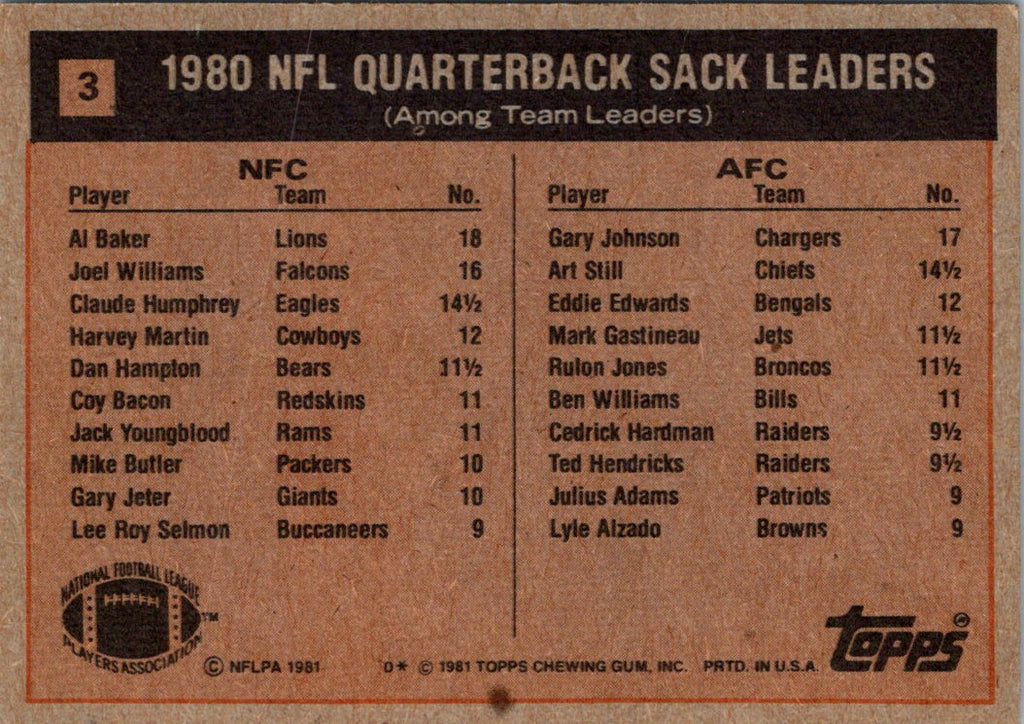 3
1980 NFL QUARTERBACK SACK LEADERS
(Among Team Leaders)
NFC
Player Team No.
Al Baker Lions 18
Joel Williams Falcons 16
Claude Humphrey Eagles 14½
Harvey Martin Cowboys 12
Dan Hampton Bears 11½
Coy Bacon Redskins 11
Jack Youngblood Rams 11
Mike Butler Packers 10
Gary Jeter Giants 10
Lee Roy Selmon Buccaneers 9
AFC
Player Team No.
Gary Johnson Chargers 17
Art Still Chiefs 14½
Eddie Edwards Bengals 12
Mark Gastineau Jets 11½
Rulon Jones Broncos 11½
Ben Williams Bills 11
Cedrick Hardman Raiders 9½
Ted Hendricks Raiders 9½
Julius Adams Patriots 9
Lyle Alzado Browns 9
NATIONAL FOOTBALL LEAGUE
PLAYERS ASSOCIATION
TM
© NFLPA 1981
D* © 1981 TOPPS CHEWING GUM, INC. PRTD. IN U.S.A.
topps®